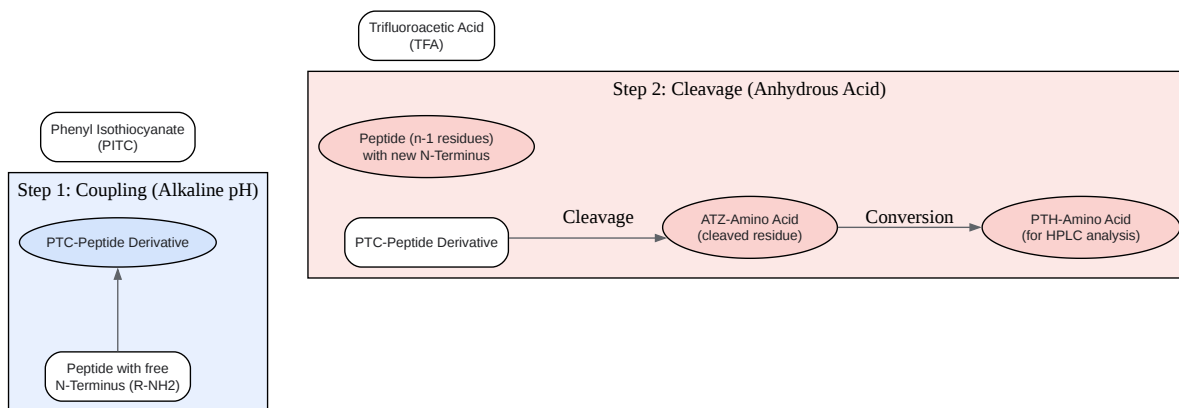 Trifluoroacetic Acid
(TFA)
Step 2: Cleavage (Anhydrous Acid)
Phenyl Isothiocyanate
(PITC)
Peptide (n-1 residues)
with new N-Terminus
Step 1: Coupling (Alkaline pH)
PTC-Peptide Derivative
PTC-Peptide Derivative
Cleavage
ATZ-Amino Acid
(cleaved residue)
Conversion
PTH-Amino Acid
(for HPLC analysis)
Peptide with free
N-Terminus (R-NH2)